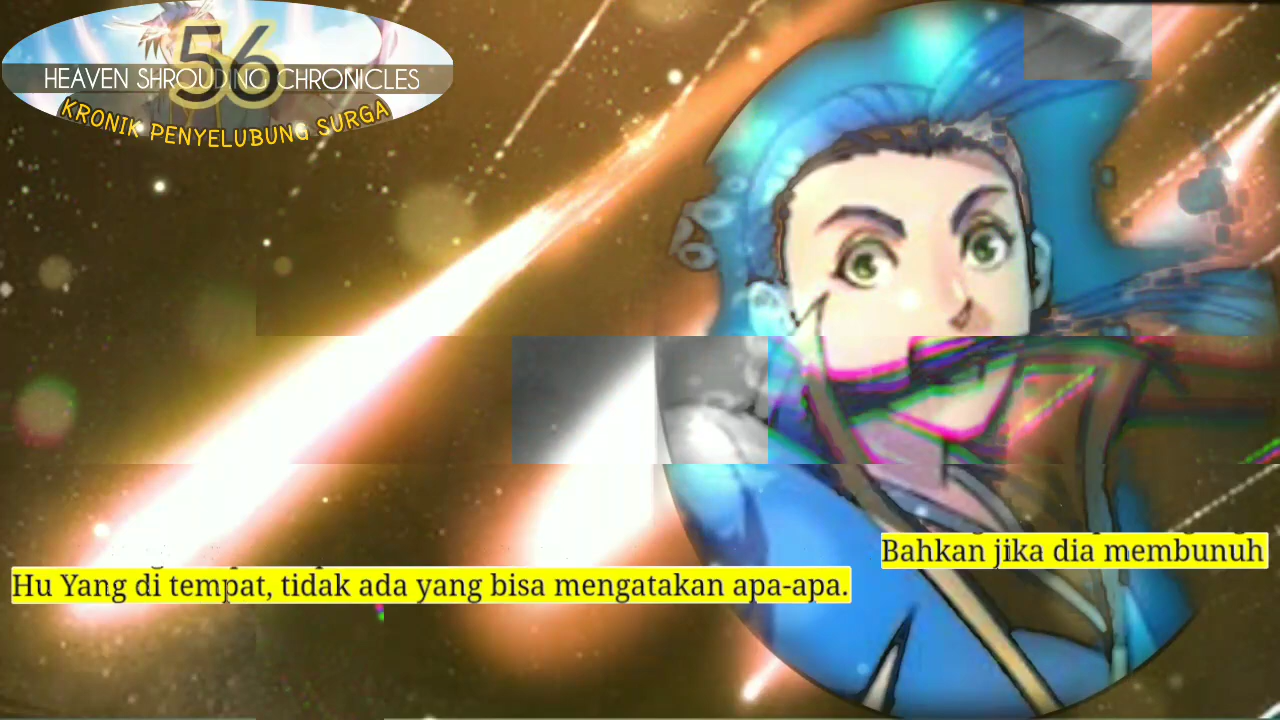 56
HEAVEN SHROUDING CHRONICLES
KRONIK PENYELUBUNG SURGA
Bahkan jika dia membunuh
Hu Yang di tempat, tidak ada yang bisa mengatakan apa-apa.